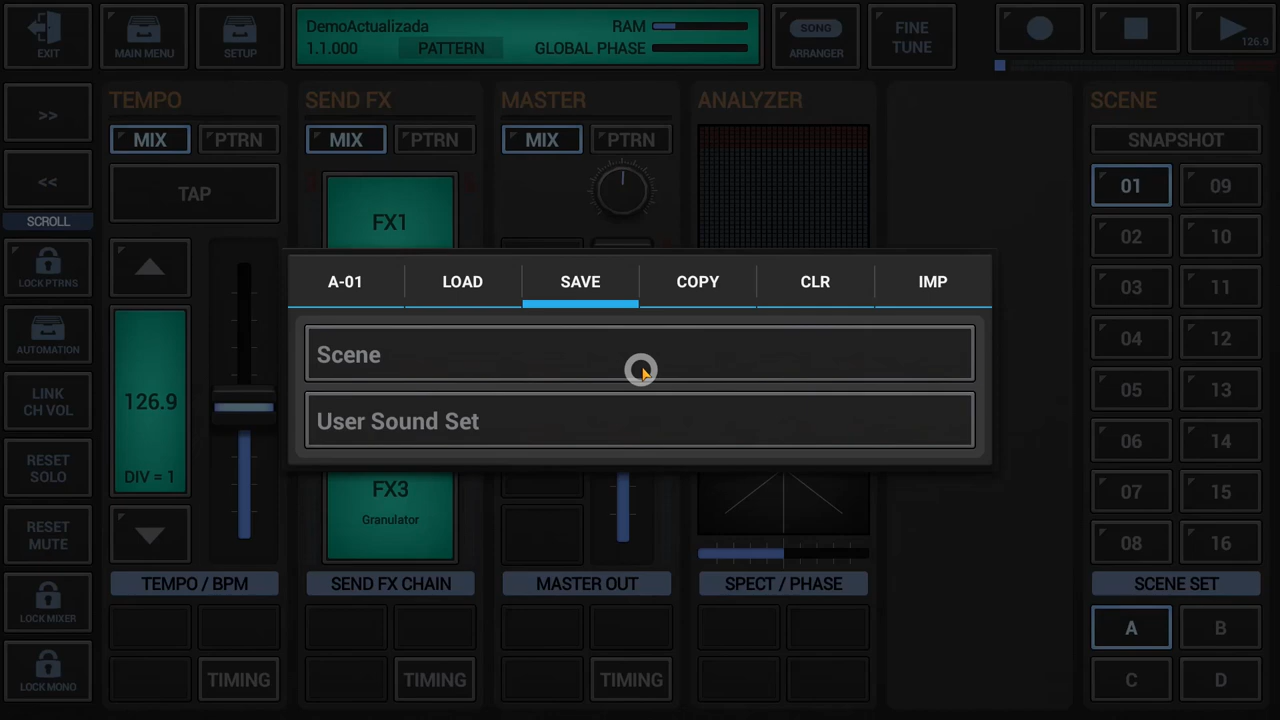 EXIT
MAIN MENU
SETUP
DemoActualizada
RAM
1.1.000
PATTERN
GLOBAL PHASE
SONG
ARRANGER
FINE
TUNE
126.9
>>
<<
SCROLL
LOCK PTRNS
AUTOMATION
LINK
CH VOL
RESET
SOLO
RESET
MUTE
LOCK MIXER
LOCK MONO
TEMPO
MIX
PTRN
TAP
126.9
DIV = 1
TEMPO / BPM
TIMING
SEND FX
MIX
PTRN
FX1
FX3
Granulator
SEND FX CHAIN
TIMING
MASTER
MIX
PTRN
MASTER OUT
TIMING
ANALYZER
SPECT / PHASE
A-01
LOAD
SAVE
COPY
CLR
IMP
Scene
User Sound Set
SCENE
SNAPSHOT
01
09
02
10
03
11
04
12
05
13
06
14
07
15
08
16
SCENE SET
A
B
C
D